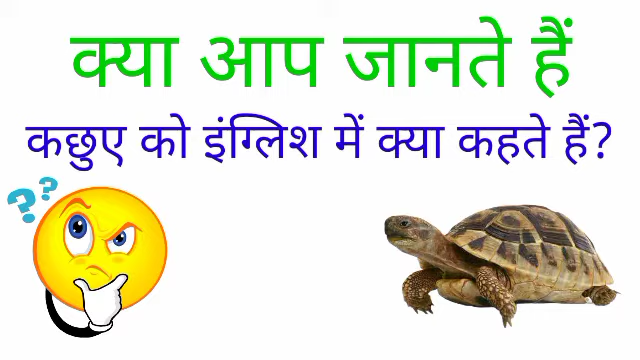 क्या आप जानते हैं
कछुए को इंग्लिश में क्या कहते हैं?
? ?